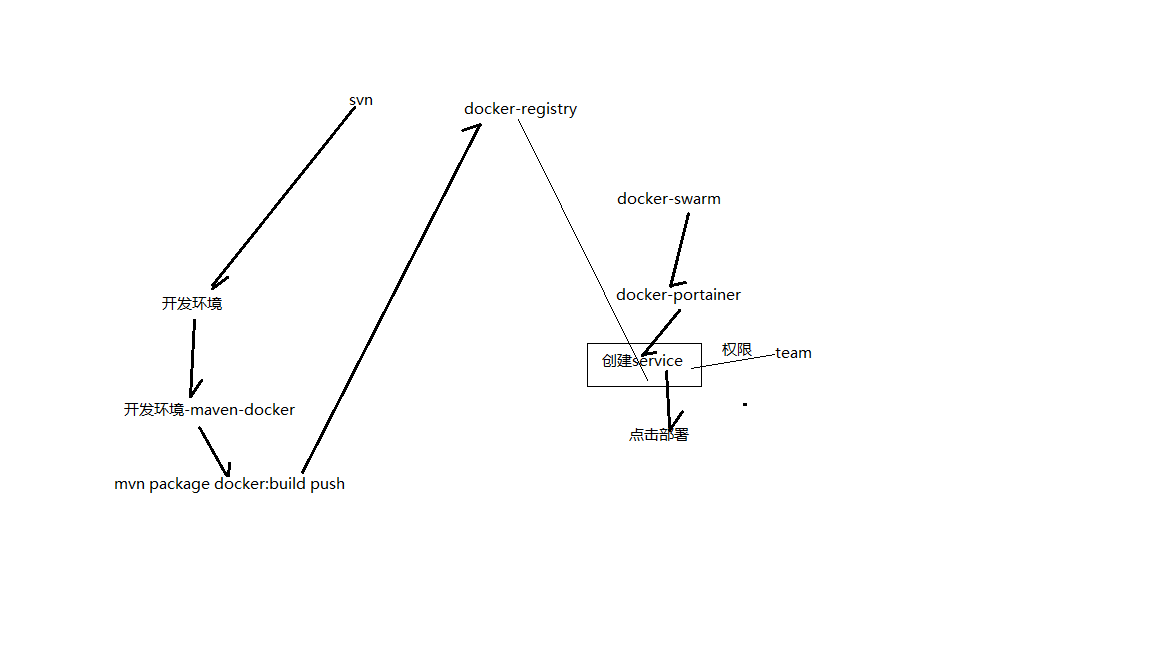 svn
docker-registry
docker-swarm
docker-portainer
开发环境
创建service
权限
team
开发环境-maven-docker
点击部署
mvn package docker:build push